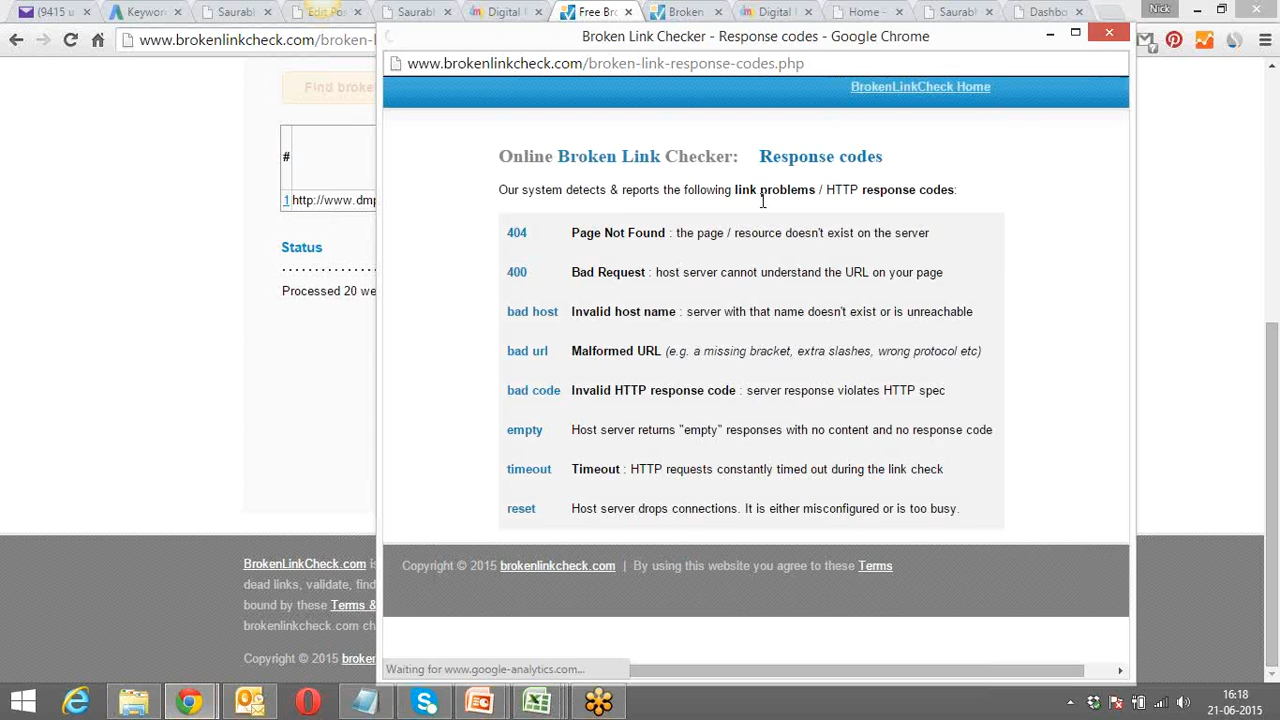 (9415 u
Keyword
Saurabl
Edit Pos
Saurabl
Digital I
Free Bro
Broken
Digital I
Home -
Saurabl
Dashbo
Nick
www.brokenlinkcheck.com/broken-l
Broken Link Checker - Response codes - Google Chrome
www.brokenlinkcheck.com/broken-link-response-codes.php
BrokenLinkCheck Home
Find broke
#
1 http://www.dmp
Status
Processed 20 we
Online Broken Link Checker: Response codes
Our system detects & reports the following link problems / HTTP response codes:
404 Page Not Found : the page / resource doesn't exist on the server
400 Bad Request : host server cannot understand the URL on your page
bad host Invalid host name : server with that name doesn't exist or is unreachable
bad url Malformed URL (e.g. a missing bracket, extra slashes, wrong protocol etc)
bad code Invalid HTTP response code : server response violates HTTP spec
empty Host server returns "empty" responses with no content and no response code
timeout Timeout : HTTP requests constantly timed out during the link check
reset Host server drops connections. It is either misconfigured or is too busy.
Copyright © 2015 brokenlinkcheck.com | By using this website you agree to these Terms
BrokenLinkCheck.com is
dead links, validate, find
bound by these Terms &
brokenlinkcheck.com ch
Copyright © 2015 broken
Waiting for www.google-analytics.com...
16:18
21-06-2015